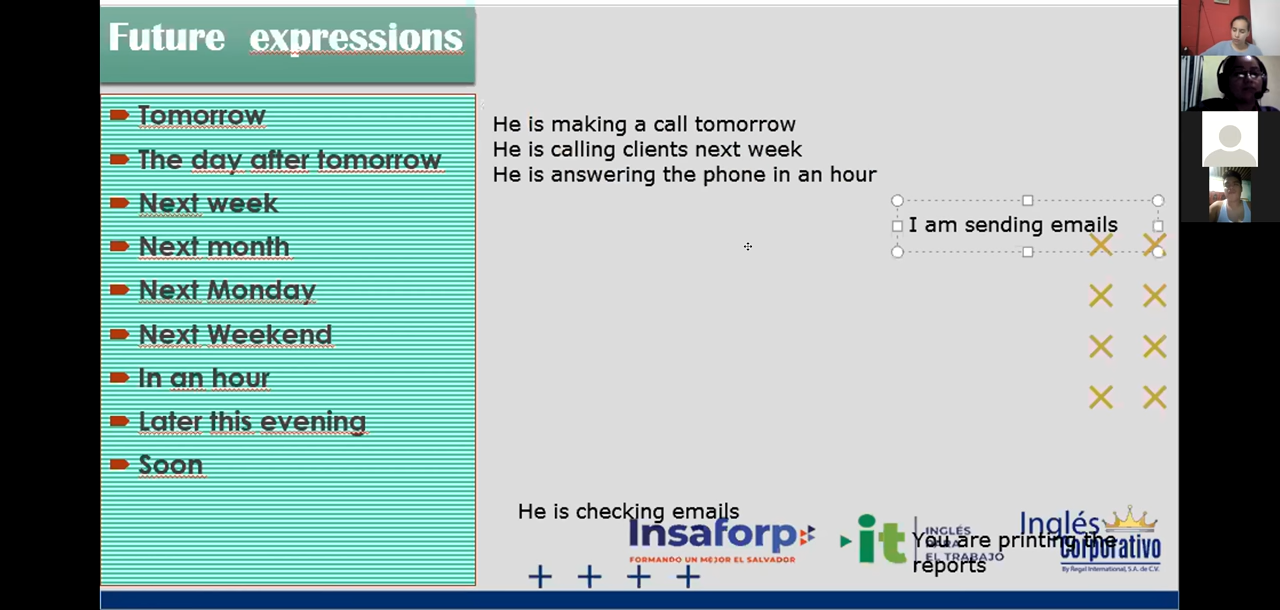 Future expressions
Tomorrow
The day after tomorrow
Next week
Next month
Next Monday
Next Weekend
In an hour
Later this evening
Soon
He is making a call tomorrow
He is calling clients next week
He is answering the phone in an hour
I am sending emails
He is checking emails
You are printing the
reports
Insaforp
FORMANDO UN MEJOR EL SALVADOR
it
INGLÉS
PARA
EL TRABAJO
Inglés
Corporativo
By Regal International, S.A. de C.V.